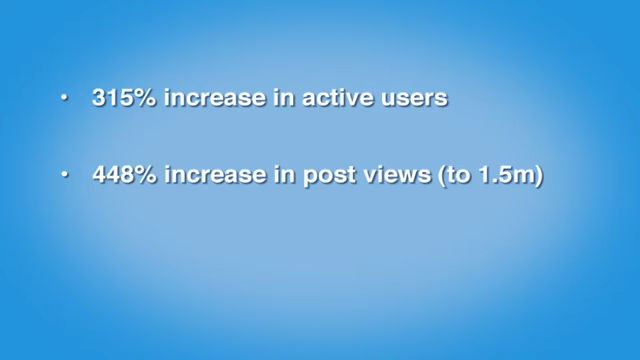 • 315% increase in active users
• 448% increase in post views (to 1.5m)